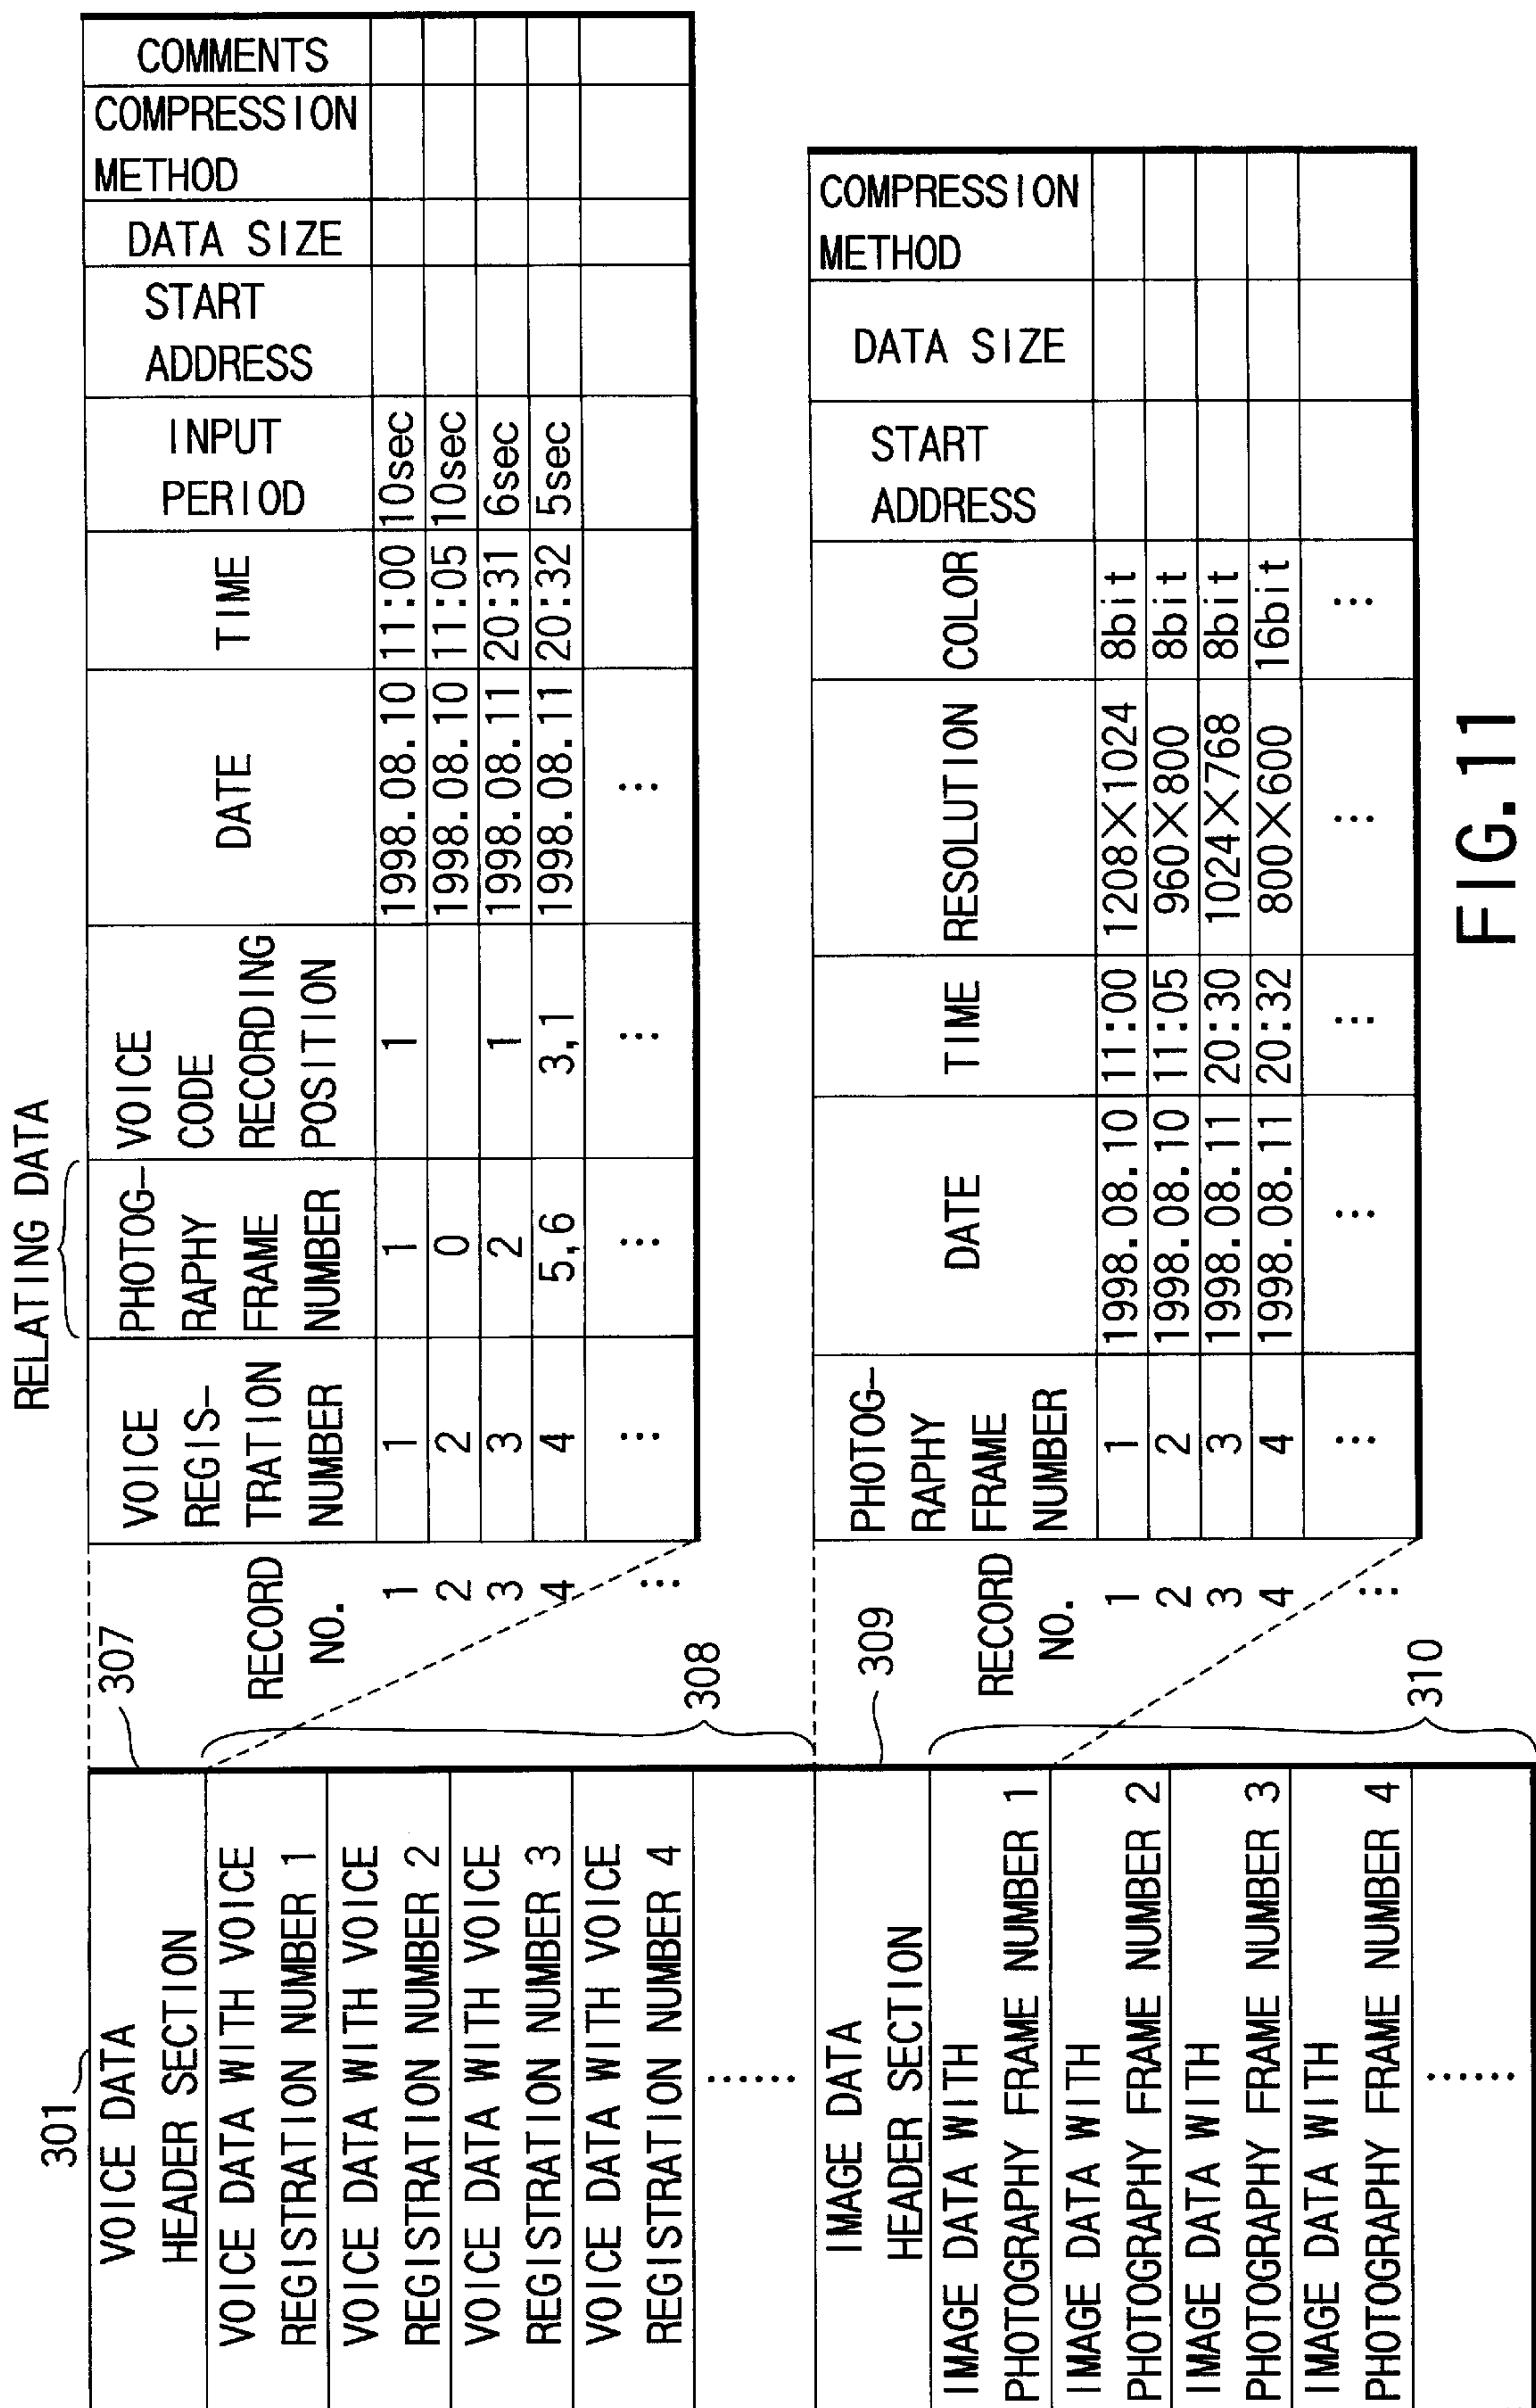 301
VOICE DATA
HEADER SECTION
307
VOICE DATA WITH VOICE
REGISTRATION NUMBER 1
VOICE DATA WITH VOICE
REGISTRATION NUMBER 2
VOICE DATA WITH VOICE
REGISTRATION NUMBER 3
VOICE DATA WITH VOICE
REGISTRATION NUMBER 4
......
308
IMAGE DATA
HEADER SECTION
309
IMAGE DATA WITH
PHOTOGRAPHY FRAME NUMBER 1
IMAGE DATA WITH
PHOTOGRAPHY FRAME NUMBER 2
IMAGE DATA WITH
PHOTOGRAPHY FRAME NUMBER 3
IMAGE DATA WITH
PHOTOGRAPHY FRAME NUMBER 4
......
310
RELATING DATA
RECORD
NO.
VOICE
REGIS-
TRATION
NUMBER
PHOTOG-
RAPHY
FRAME
NUMBER
VOICE
CODE
RECORDING
POSITION
DATE
TIME
INPUT
PERIOD
START
ADDRESS
DATA SIZE
COMPRESSION
METHOD
COMMENTS
1 1 1 1 1998.08.10 11:00 10sec
2 2 0 1998.08.10 11:05 10sec
3 3 2 1 1998.08.11 20:31 6sec
4 4 5,6 3,1 1998.08.11 20:32 5sec
... ... ... ... ...
RECORD
NO.
PHOTOG-
RAPHY
FRAME
NUMBER
DATE
TIME
RESOLUTION
COLOR
START
ADDRESS
DATA SIZE
COMPRESSION
METHOD
1 1 1998.08.10 11:00 1208×1024 8bit
2 2 1998.08.10 11:05 960×800 8bit
3 3 1998.08.11 20:30 1024×768 8bit
4 4 1998.08.11 20:32 800×600 16bit
... ... ... ... ... ...
FIG.11